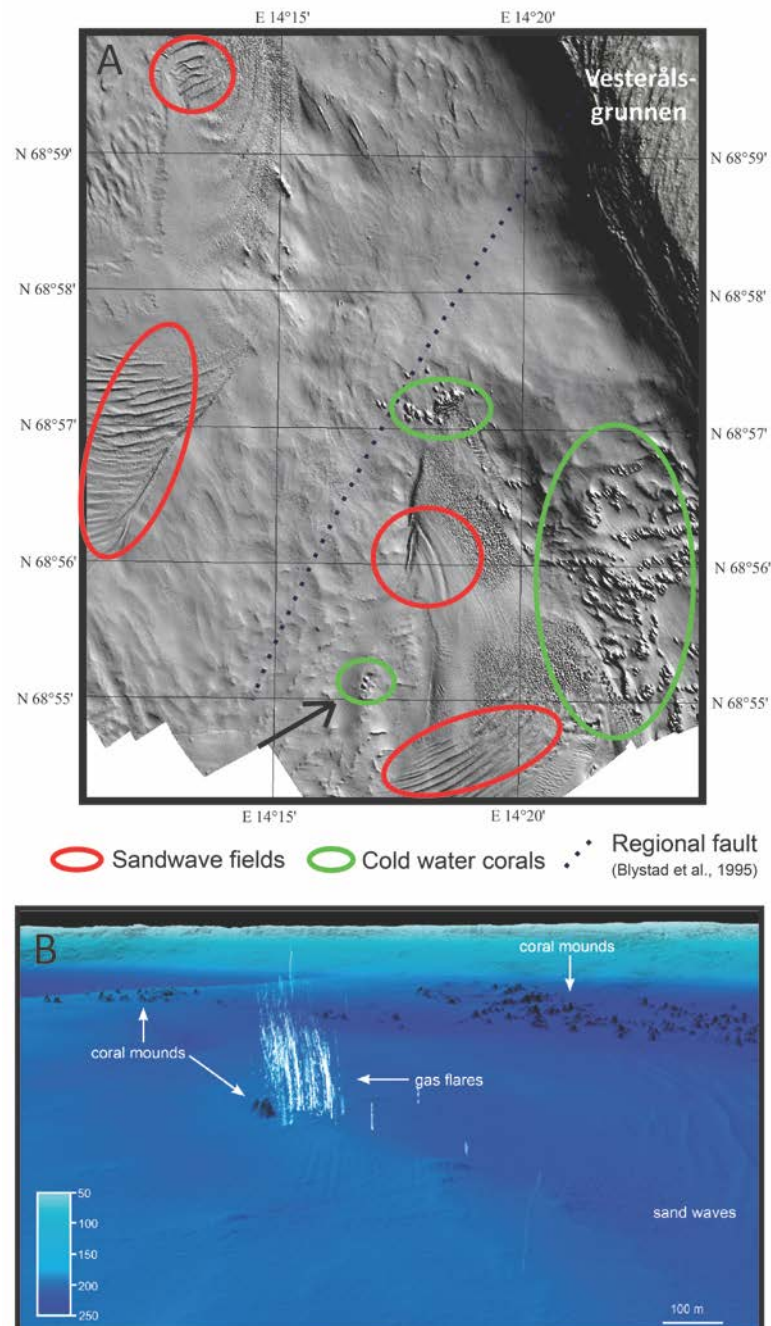 E 14°15' E 14°20'
A
Vesteråls-
grunnen
N 68°59' N 68°59'
N 68°58' N 68°58'
N 68°57' N 68°57'
N 68°56' N 68°56'
N 68°55' N 68°55'
E 14°15' E 14°20'
Sandwave fields Cold water corals Regional fault
(Blystad et al., 1995)
B
coral mounds
coral mounds
gas flares
50
100
150
200
250
sand waves
100 m